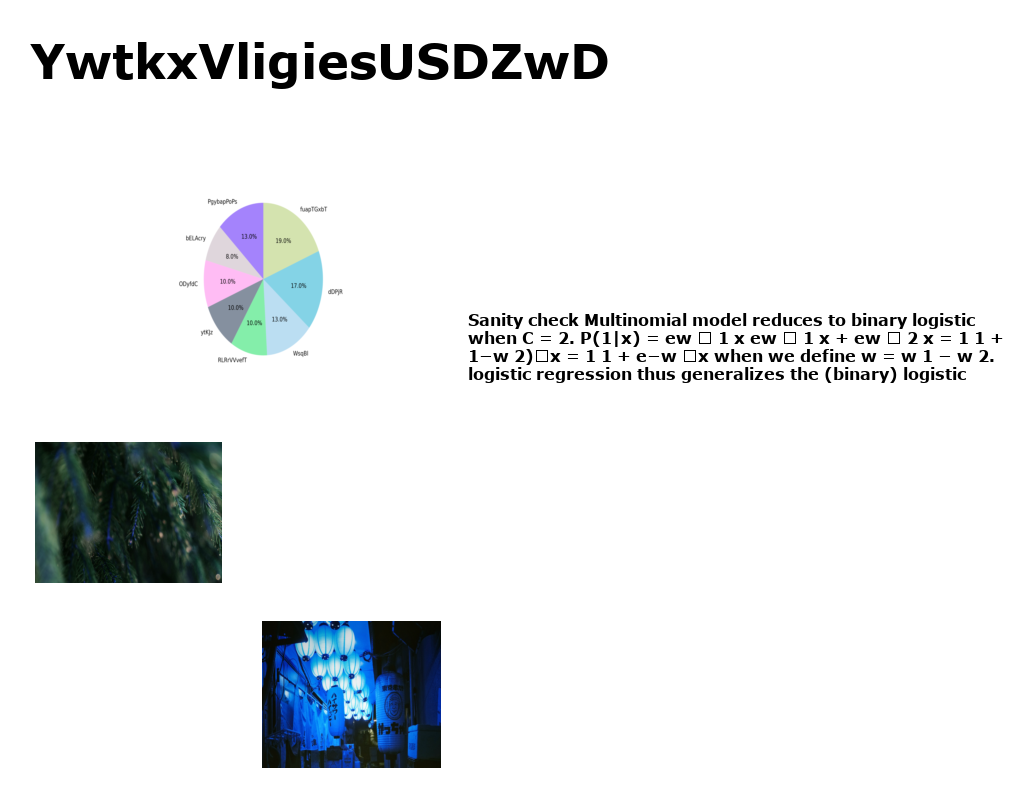 YwtkxVligiesUSDZwD
PgybapPoPs
fuapTGxbT
13.0%
19.0%
bELAcry
8.0%
ODyfdC
10.0%
17.0%
dDPjR
10.0%
13.0%
10.0%
WsqBI
Sanity check Multinomial model reduces to binary logistic
when C = 2. P(1|x) = ew □ 1 x ew □ 1 x + ew □ 2 x = 1 1 +
1−w 2)□x = 1 1 + e−w □x when we define w = w 1 − w 2.
logistic regression thus generalizes the (binary) logistic